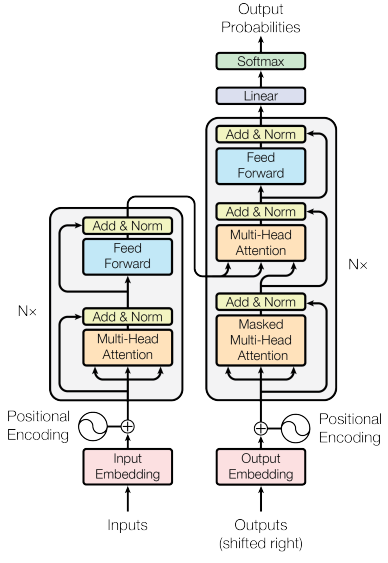 Output
Probabilities
Softmax
Linear
Add & Norm
Feed
Forward
Add & Norm
Multi-Head
Attention
Add & Norm
Masked
Multi-Head
Attention
N×
Add & Norm
Feed
Forward
Add & Norm
Multi-Head
Attention
N×
Positional
Encoding
Positional
Encoding
Input
Embedding
Output
Embedding
Inputs
Outputs
(shifted right)